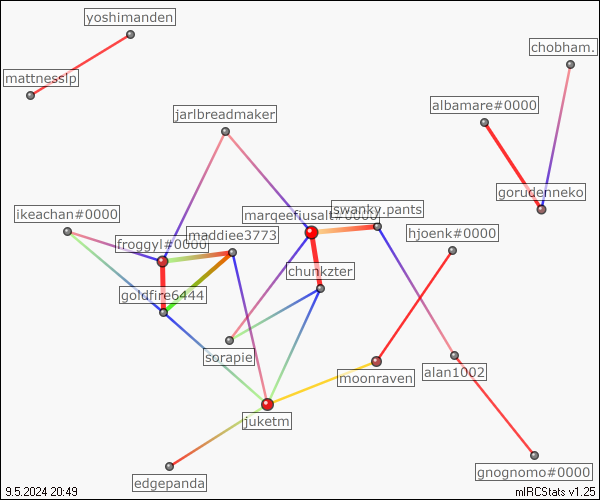 yoshimanden
chobham.
mattnesslp
albamare#0000
jarlbreadmaker
gorudenneko
ikeachan#0000
marqeefiusalt#0000
swanky.pants
froggyl#0000
maddiee3773
hjoenk#0000
chunkzter
goldfire6444
sorapie
moonraven
alan1002
juketm
gnognomo#0000
edgepanda
9.5.2024 20:49
mIRCStats v1.25